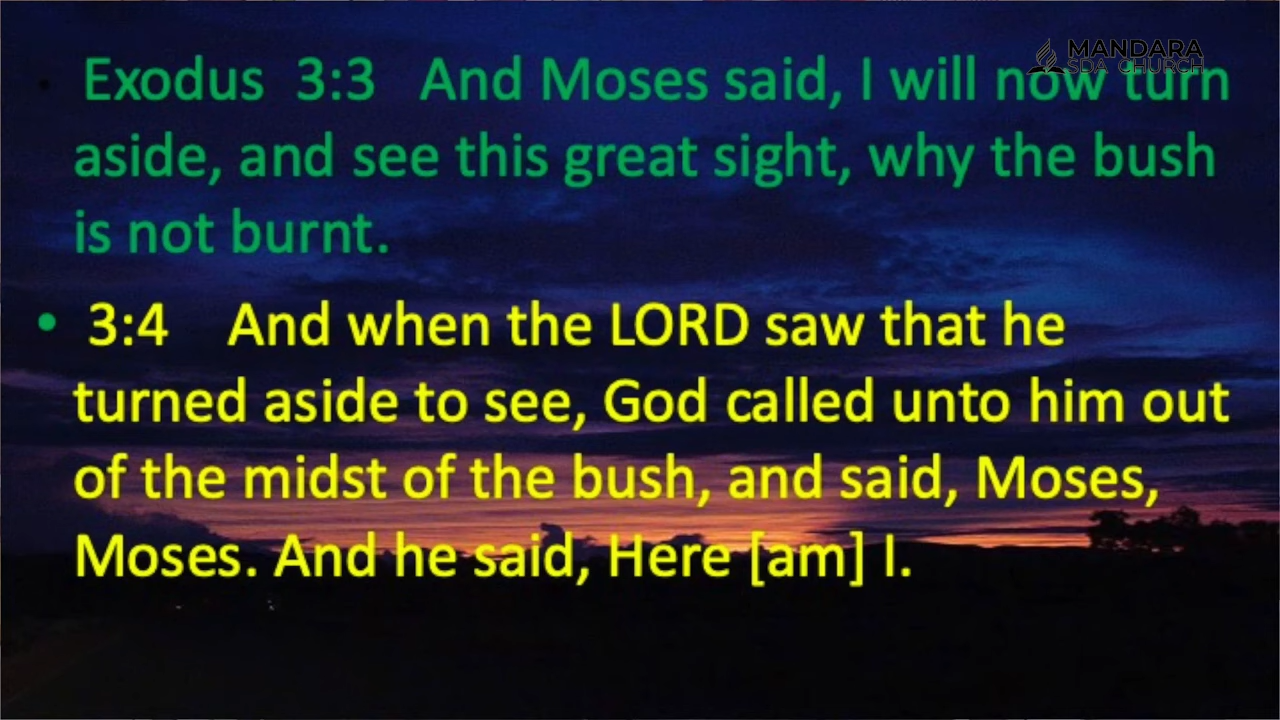 MANDARA
SDA CHURCH
• Exodus 3:3 And Moses said, I will now turn
aside, and see this great sight, why the bush
is not burnt.
• 3:4 And when the LORD saw that he
turned aside to see, God called unto him out
of the midst of the bush, and said, Moses,
Moses. And he said, Here [am] I.